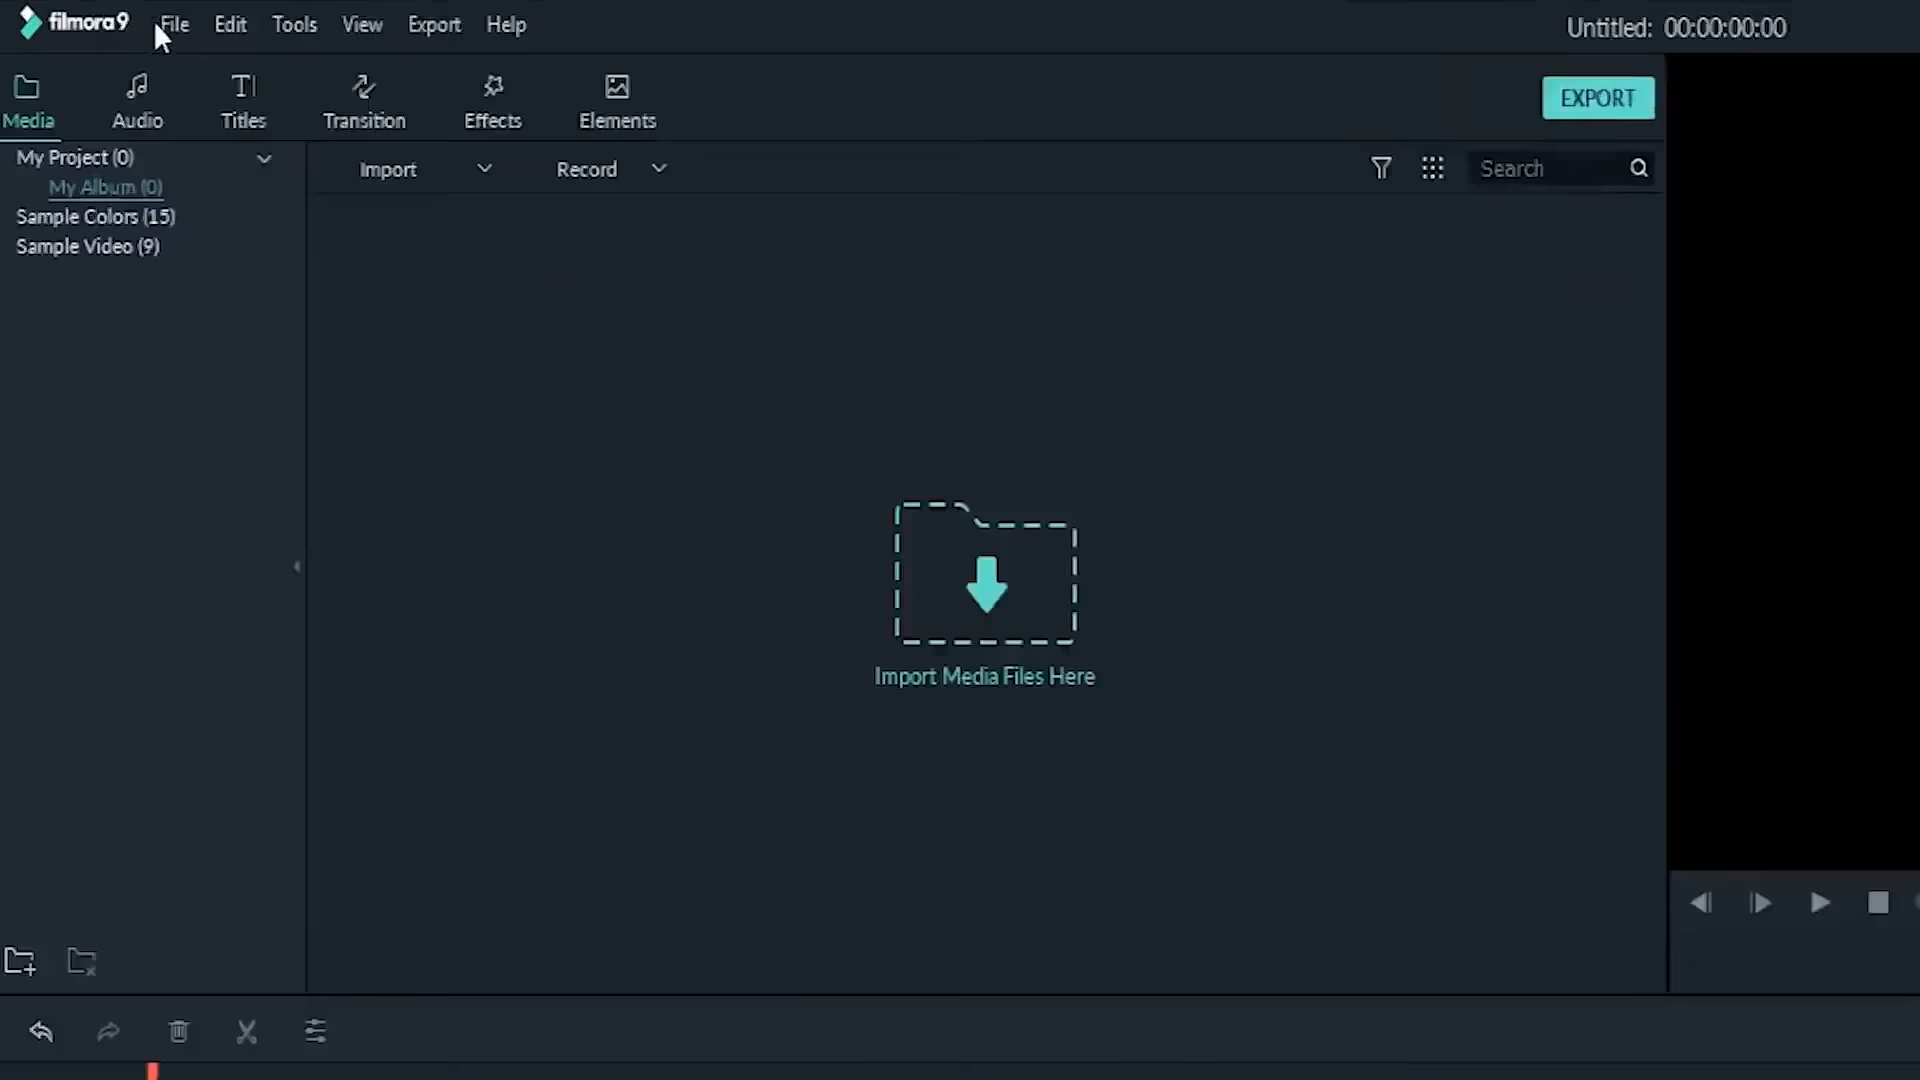 filmora9 File Edit Tools View Export Help Untitled: 00:00:00:00
Media Audio Titles Transition Effects Elements EXPORT
My Project (0) Import Record Search
My Album (0)
Sample Colors (15)
Sample Video (9)
Import Media Files Here